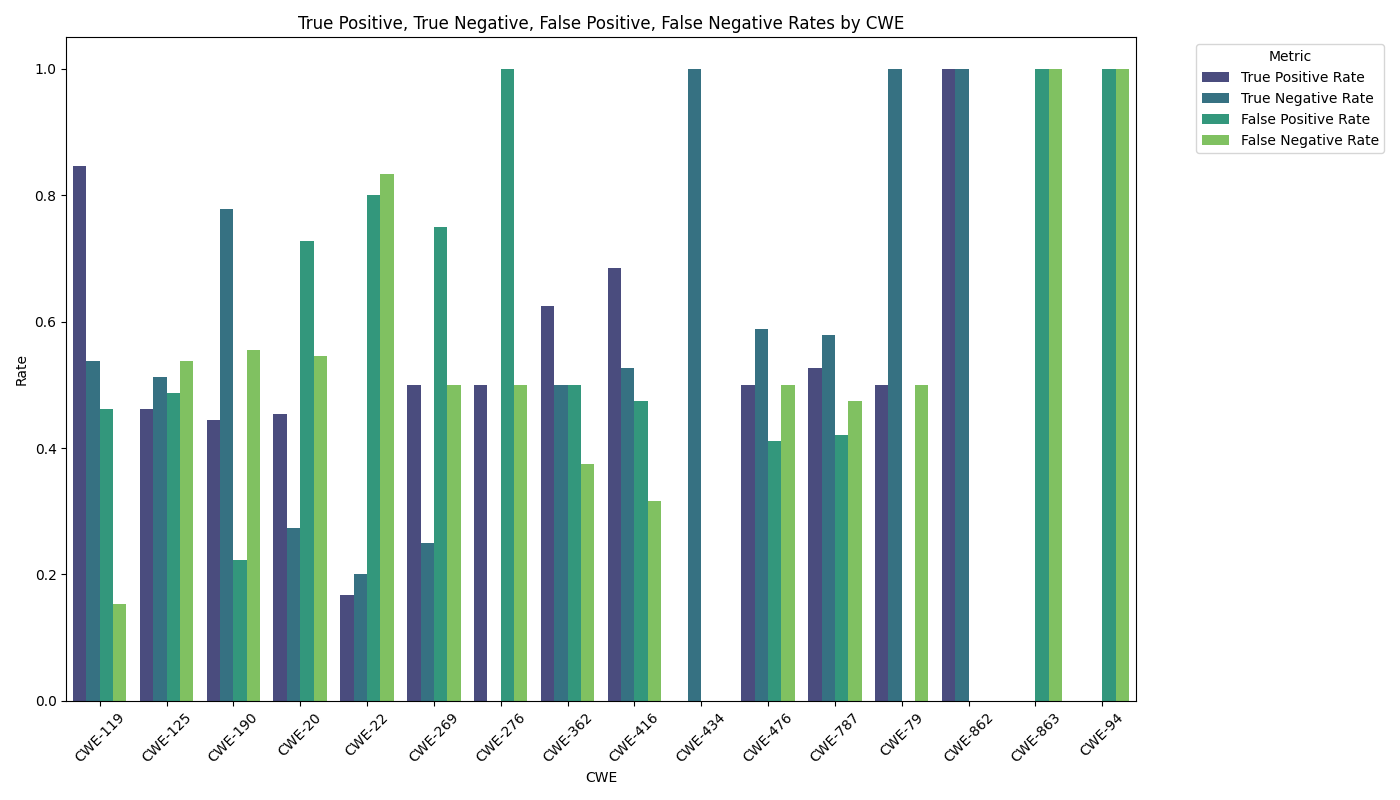 True Positive, True Negative, False Positive, False Negative Rates by CWE
Metric
True Positive Rate
True Negative Rate
False Positive Rate
False Negative Rate
Rate
1.0
0.8
0.6
0.4
0.2
0.0
CWE-119
CWE-125
CWE-190
CWE-20
CWE-22
CWE-269
CWE-276
CWE-362
CWE-416
CWE-434
CWE-476
CWE-787
CWE-79
CWE-862
CWE-863
CWE-94
CWE